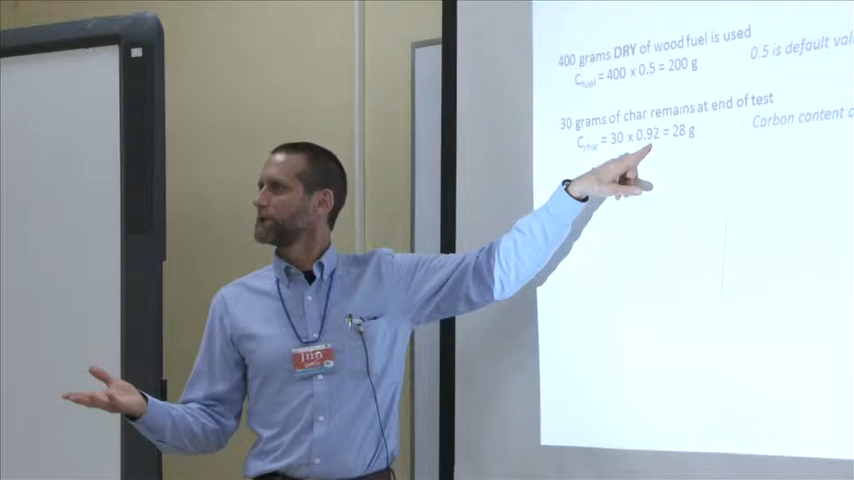 400 grams DRY of wood fuel is used
Cfuel = 400 x 0.5 = 200 g
0.5 is default
30 grams of char remains at end of test
Cchar = 30 x 0.92 = 28 g
Carbon content
Jim